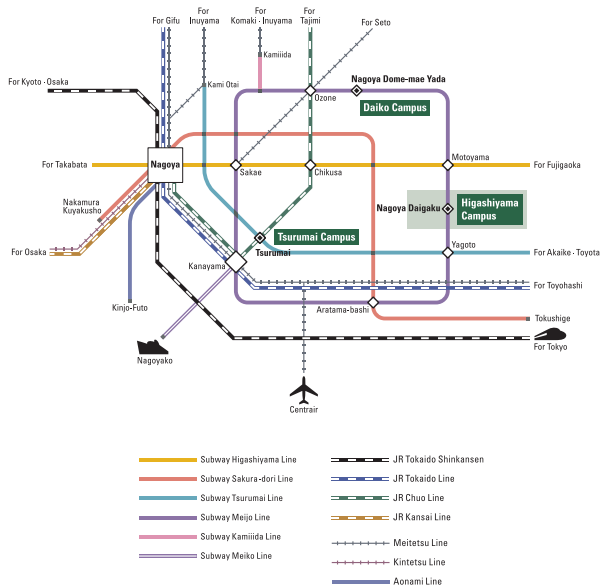 For Gifu
For
Inuyama
For
Komaki · Inuyama
For
Tajimi
For Seto
Kamiiida
For Kyoto · Osaka
Kami Otai
Nagoya Dome-mae Yada
Ozone
Daiko Campus
For Takabata
Nagoya
Sakae
Chikusa
Motoyama
For Fujigaoka
Nakamura
Kuyakusho
Nagoya Daigaku
Higashiyama
Campus
Tsurumai Campus
Tsurumai
Yagoto
For Osaka
For Akaike · Toyota
Kanayama
For Toyohashi
Kinjo-Futo
Aratama-bashi
Tokushige
Nagoyako
For Tokyo
Centrair
Subway Higashiyama Line
Subway Sakura-dori Line
Subway Tsurumai Line
Subway Meijo Line
Subway Kamiiida Line
Subway Meiko Line
JR Tokaido Shinkansen
JR Tokaido Line
JR Chuo Line
JR Kansai Line
Meitetsu Line
Kintetsu Line
Aonami Line